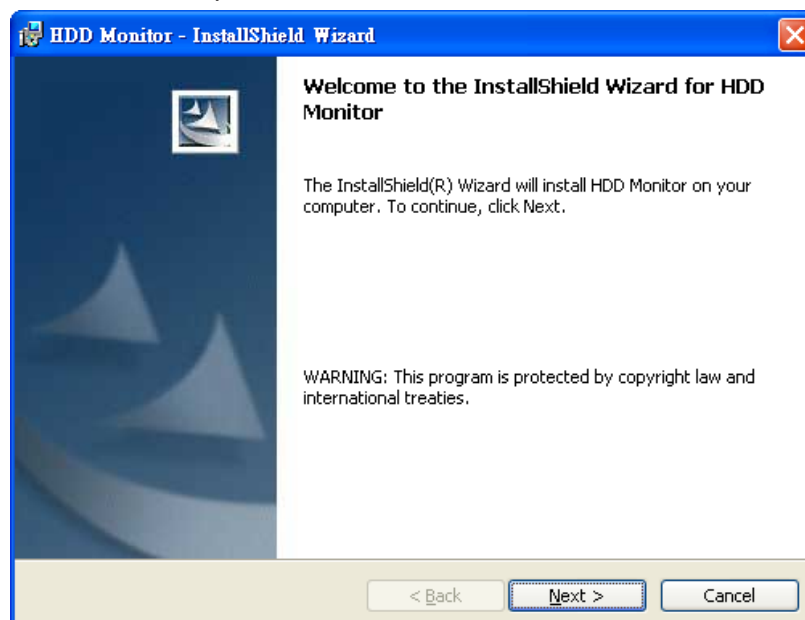 HDD Monitor - InstallShield Wizard
Welcome to the InstallShield Wizard for HDD
Monitor
The InstallShield(R) Wizard will install HDD Monitor on your
computer. To continue, click Next.
WARNING: This program is protected by copyright law and
international treaties.
< Back
Next >
Cancel